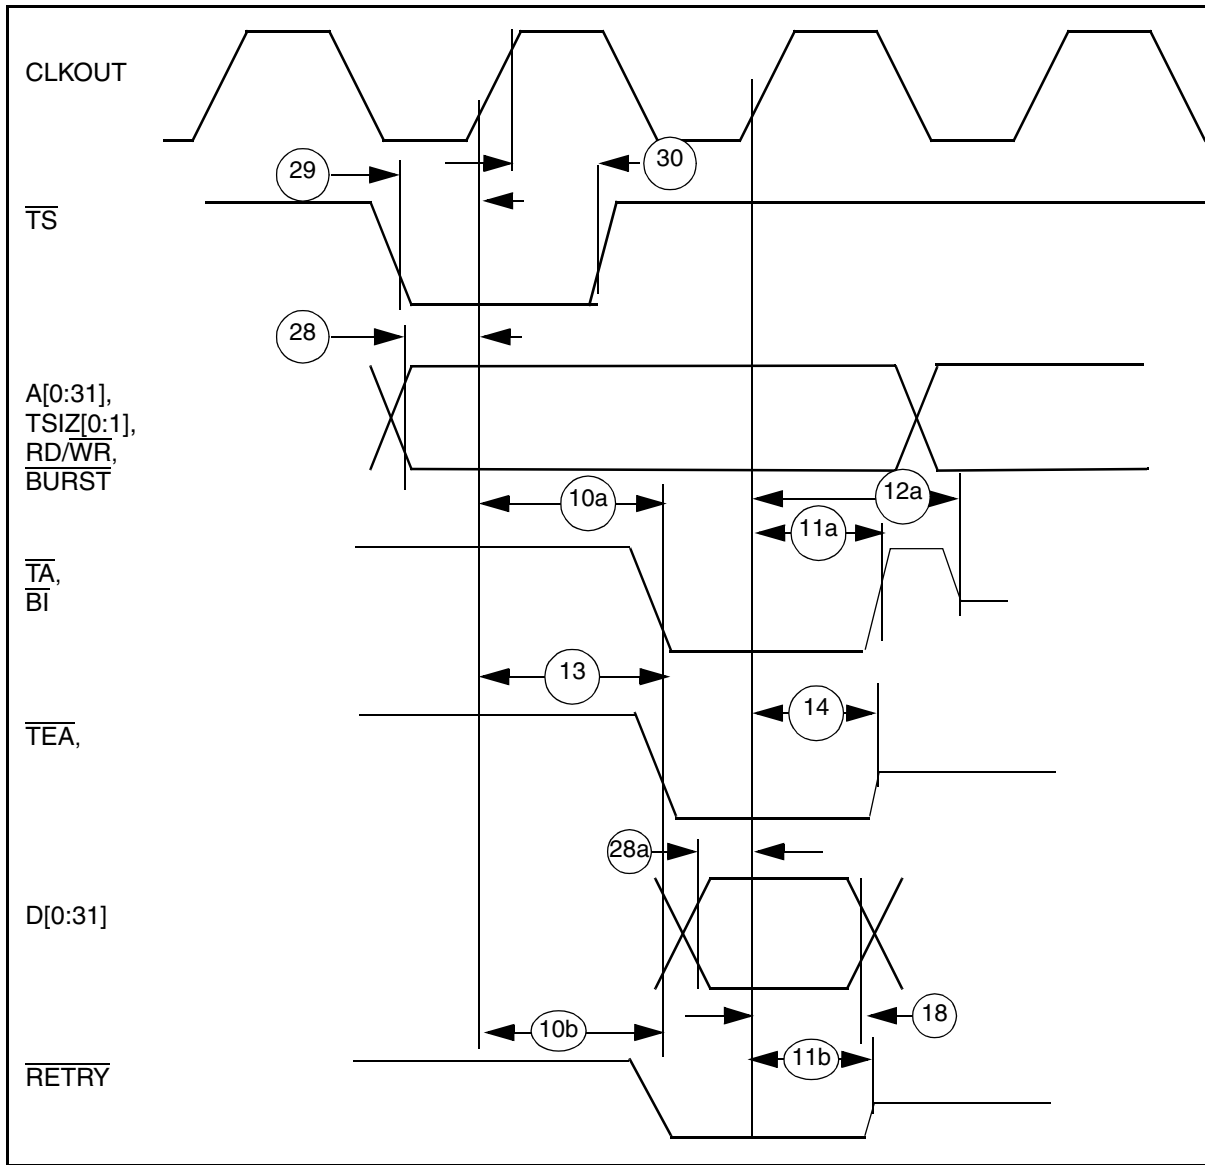 CLKOUT
29
30
TS
28
A[0:31],
TSIZ[0:1],
RD/WR,
BURST
12a
10a
11a
TA,
BI
13
14
TEA,
28a
D[0:31]
18
10b
11b
RETRY